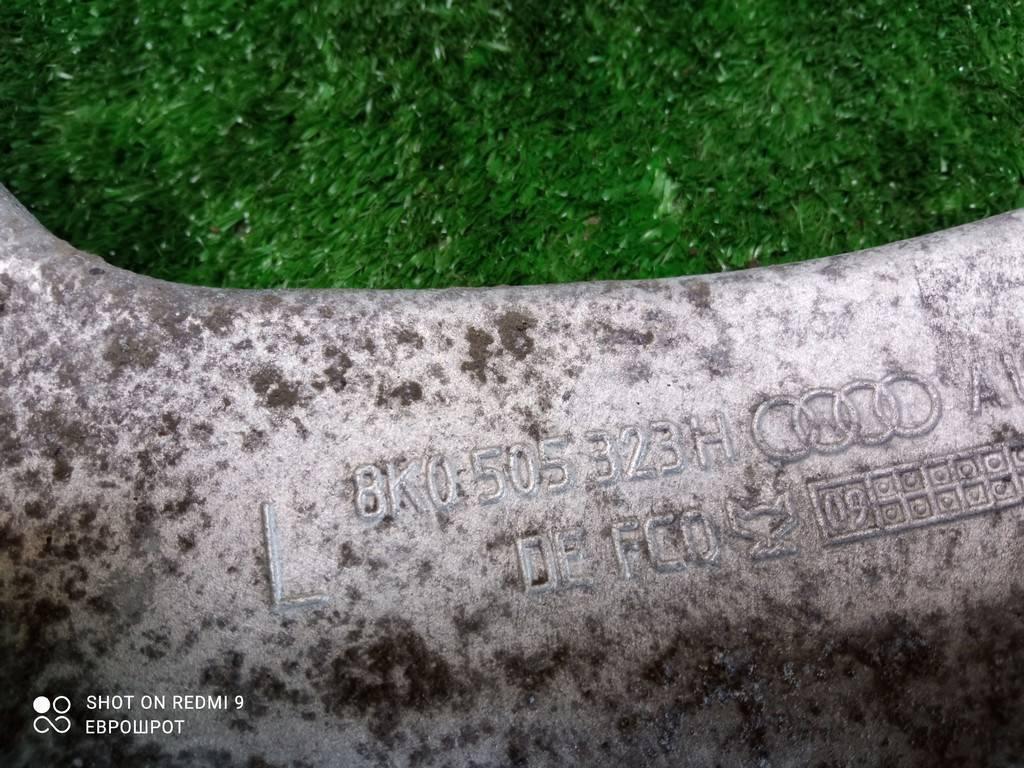 8K0 505 323 H
L
DE FCQ
09
SHOT ON REDMI 9
ЕВРОШРОТ